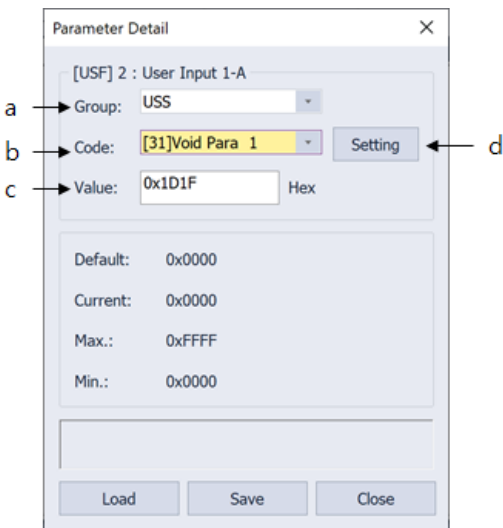 Parameter Detail
[USF] 2 : User Input 1-A
a Group: USS
b Code: [31]Void Para 1 Setting d
c Value: 0x1D1F Hex
Default: 0x0000
Current: 0x0000
Max.: 0xFFFF
Min.: 0x0000
Load Save Close